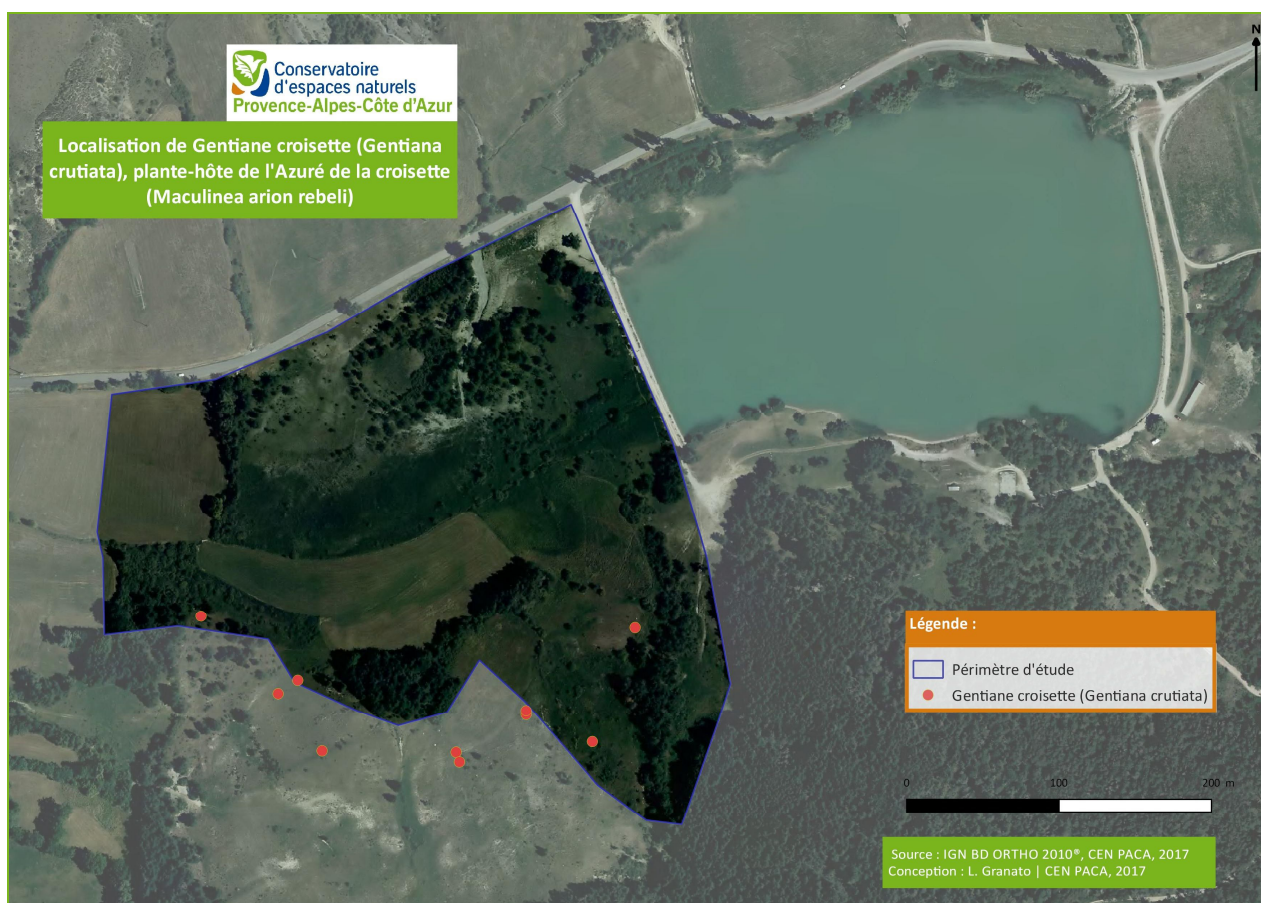 Conservatoire
d'espaces naturels
Provence-Alpes-Côte d'Azur
Localisation de Gentiane croisette (Gentiana
crutiata), plante-hôte de l'Azuré de la croisette
(Maculinea arion rebeli)
N
Légende :
Périmètre d'étude
Gentiane croisette (Gentiana crutiata)
0 100 200 m
Source : IGN BD ORTHO 2010®, CEN PACA, 2017
Conception : L. Granato | CEN PACA, 2017